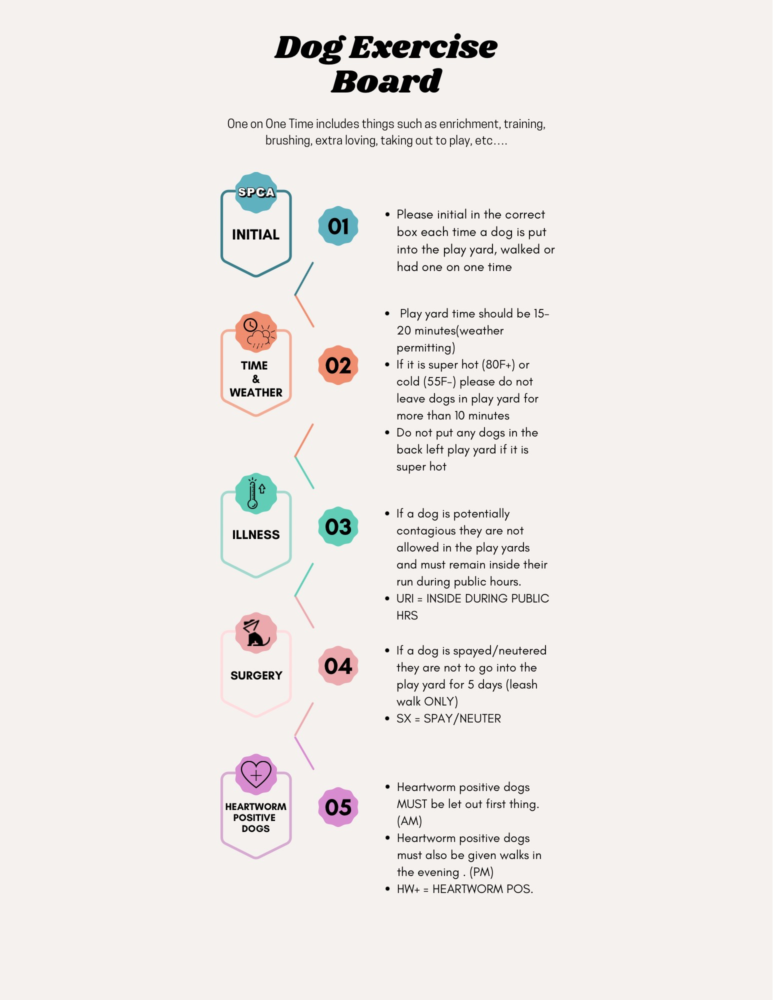 Dog Exercise
Board
One on One Time includes things such as enrichment, training,
brushing, extra loving, taking out to play, etc....
SPCA
INITIAL
01
• Please initial in the correct
box each time a dog is put
into the play yard, walked or
had one on one time
TIME
&
WEATHER
02
• Play yard time should be 15-
20 minutes(weather
permitting)
• If it is super hot (80F+) or
cold (55F-) please do not
leave dogs in play yard for
more than 10 minutes
• Do not put any dogs in the
back left play yard if it is
super hot
ILLNESS
03
• If a dog is potentially
contagious they are not
allowed in the play yards
and must remain inside their
run during public hours.
• URI = INSIDE DURING PUBLIC
HRS
SURGERY
04
• If a dog is spayed/neutered
they are not to go into the
play yard for 5 days (leash
walk ONLY)
• SX = SPAY/NEUTER
HEARTWORM
POSITIVE
DOGS
05
• Heartworm positive dogs
MUST be let out first thing.
(AM)
• Heartworm positive dogs
must also be given walks in
the evening . (PM)
• HW+ = HEARTWORM POS.